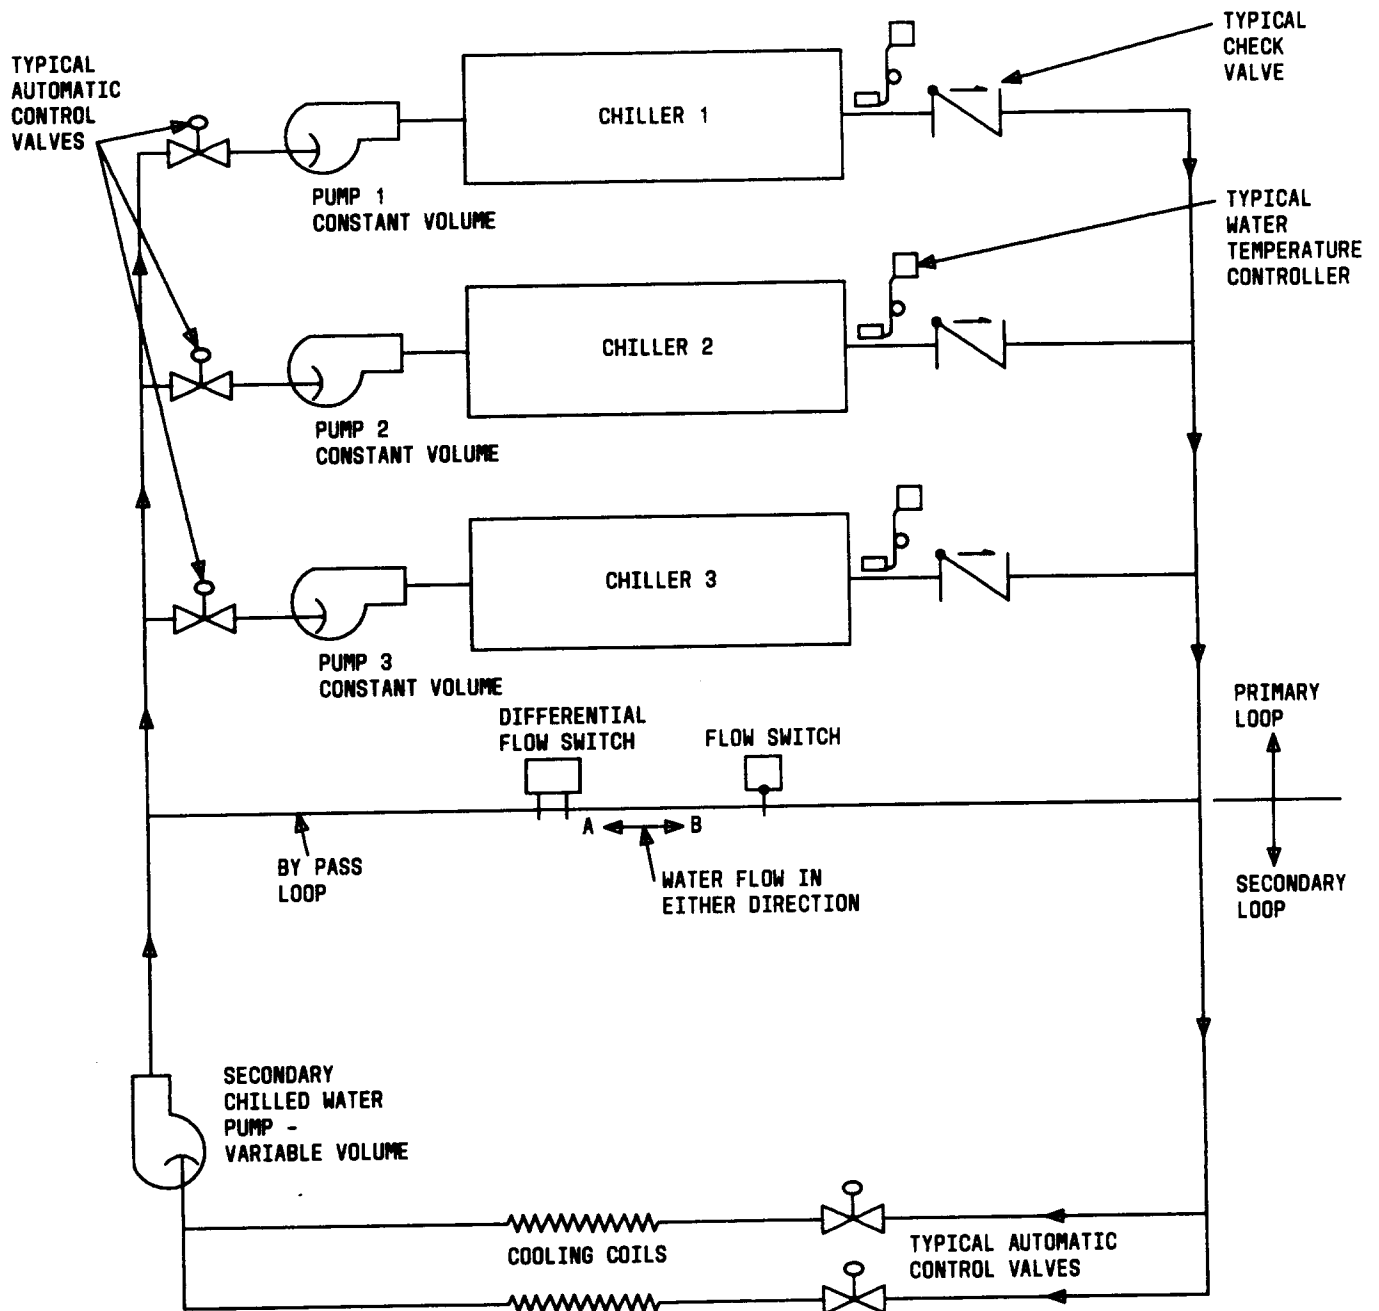 TYPICAL
AUTOMATIC
CONTROL
VALVES
TYPICAL
CHECK
VALVE
CHILLER 1
PUMP 1
CONSTANT VOLUME
TYPICAL
WATER
TEMPERATURE
CONTROLLER
CHILLER 2
PUMP 2
CONSTANT VOLUME
CHILLER 3
PUMP 3
CONSTANT VOLUME
DIFFERENTIAL
FLOW SWITCH
FLOW SWITCH
PRIMARY
LOOP
A
B
BY PASS
LOOP
WATER FLOW IN
EITHER DIRECTION
SECONDARY
LOOP
SECONDARY
CHILLED WATER
PUMP -
VARIABLE VOLUME
COOLING COILS
TYPICAL AUTOMATIC
CONTROL VALVES